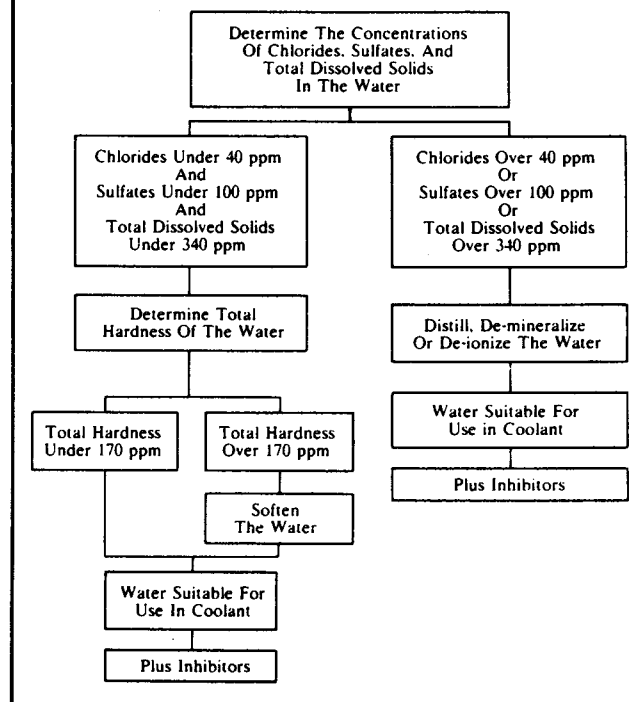 Determine The Concentrations
Of Chlorides. Sulfates. And
Total Dissolved Solids
In The Water
Chlorides Under 40 ppm
And
Sulfates Under 100 ppm
And
Total Dissolved Solids
Under 340 ppm
Chlorides Over 40 ppm
Or
Sulfates Over 100 ppm
Or
Total Dissolved Solids
Over 340 ppm
Determine Total
Hardness Of The Water
Distill, De-mineralize
Or De-ionize The Water
Total Hardness
Under 170 ppm
Total Hardness
Over 170 ppm
Water Suitable For
Use in Coolant
Plus Inhibitors
Soften
The Water
Water Suitable For
Use In Coolant
Plus Inhibitors